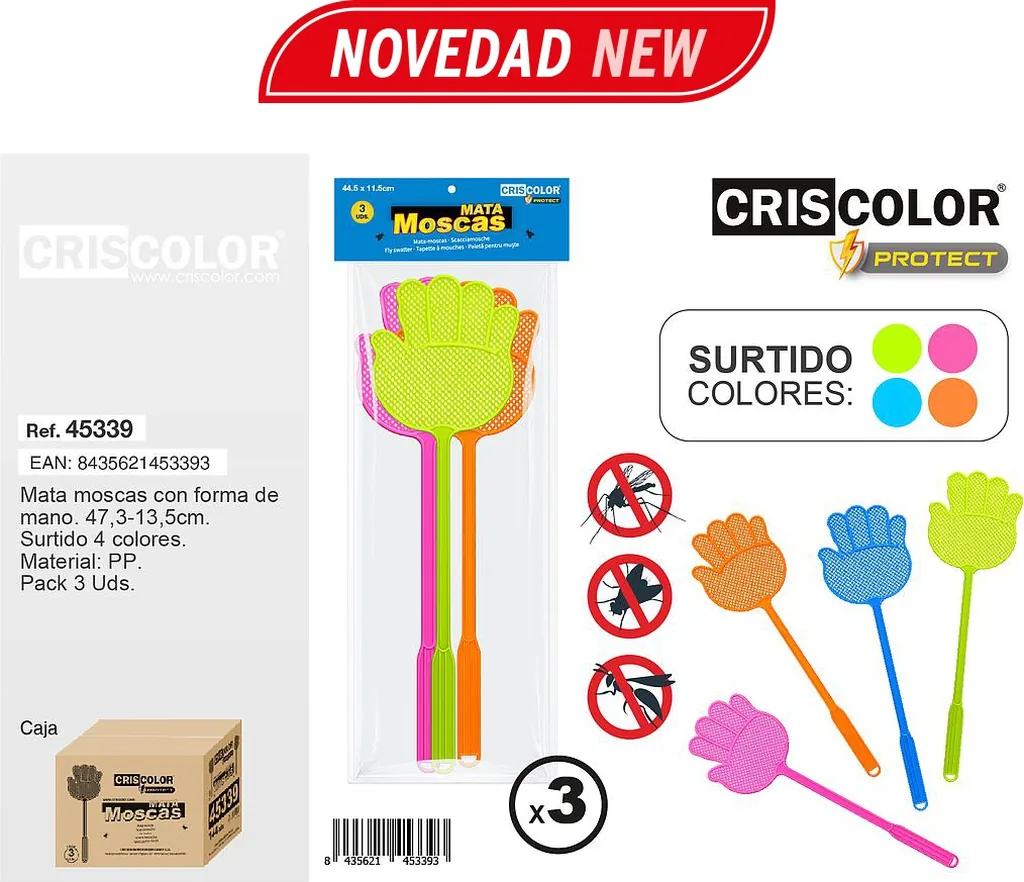 NOVEDAD NEW
CRISCOLOR®
www.criscolor.com
Ref. 45339
EAN: 8435621453393
Mata moscas con forma de
mano. 47,3-13,5cm.
Surtido 4 colores.
Material: PP.
Pack 3 Uds.
Caja
CRISCOLOR
PROTECT
MATA
Moscas
45339
44.5 x 11.5cm
CRISCOLOR
PROTECT
3
UDS.
MATA
Moscas
Mata-moscas · Scacciamosche
Fly swatter · Tapette à mouches · Paletă pentru muște
x3
8 435621 453393
CRISCOLOR®
PROTECT
SURTIDO
COLORES: